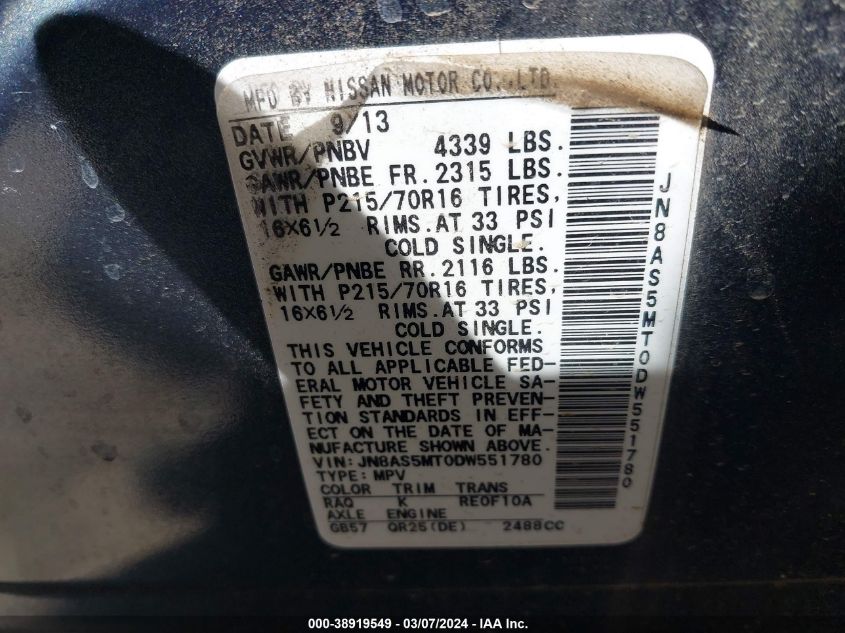 MFD BY NISSAN MOTOR CO.,LTD.
DATE 9/13
GVWR/PNBV 4339 LBS.
GAWR/PNBE FR.2315 LBS.
WITH P215/70R16 TIRES,
16X6½ RIMS.AT 33 PSI
COLD SINGLE.
GAWR/PNBE RR.2116 LBS.
WITH P215/70R16 TIRES,
16X6½ RIMS.AT 33 PSI
COLD SINGLE.
THIS VEHICLE CONFORMS
TO ALL APPLICABLE FED-
ERAL MOTOR VEHICLE SA-
FETY AND THEFT PREVEN-
TION STANDARDS IN EFF-
ECT ON THE DATE OF MA-
NUFACTURE SHOWN ABOVE.
VIN:JN8AS5MT0DW551780
TYPE:MPV
COLOR TRIM TRANS
RAQ K RE0F10A
AXLE ENGINE
GB57 QR25(DE) 2488CC
JN8AS5MT0DW551780
000-38919549 - 03/07/2024 - IAA Inc.